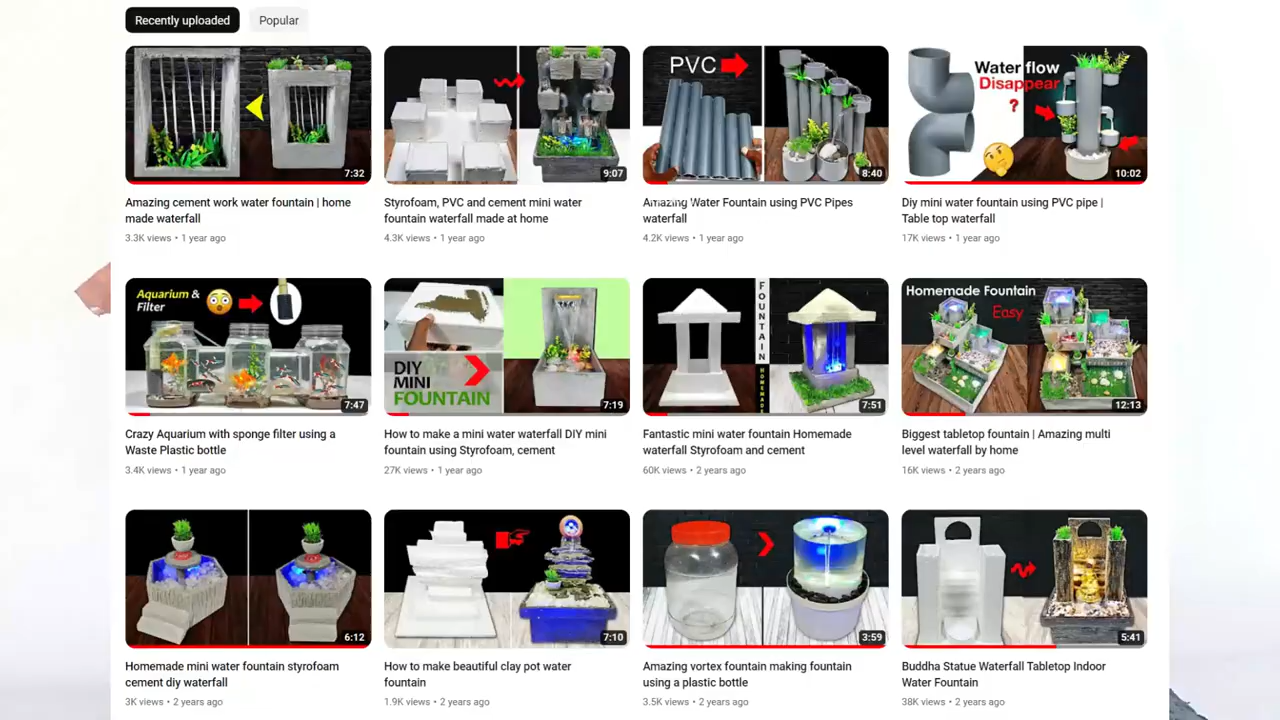 Recently uploaded
Popular
7:32
Amazing cement work water fountain | home
made waterfall
3.3K views • 1 year ago
9:07
Styrofoam, PVC and cement mini water
fountain waterfall made at home
4.3K views • 1 year ago
PVC
8:40
Amazing Water Fountain using PVC Pipes
waterfall
4.2K views • 1 year ago
Water flow
Disappear
?
10:02
Diy mini water fountain using PVC pipe |
Table top waterfall
17K views • 1 year ago
Aquarium &
Filter
7:47
Crazy Aquarium with sponge filter using a
Waste Plastic bottle
3.4K views • 1 year ago
DIY
MINI
FOUNTAIN
7:19
How to make a mini water waterfall DIY mini
fountain using Styrofoam, cement
27K views • 1 year ago
FOUNTAIN
HOMEMADE
7:51
Fantastic mini water fountain Homemade
waterfall Styrofoam and cement
60K views • 2 years ago
Homemade Fountain
Easy
12:13
Biggest tabletop fountain | Amazing multi
level waterfall by home
16K views • 2 years ago
6:12
Homemade mini water fountain styrofoam
cement diy waterfall
3K views • 2 years ago
7:10
How to make beautiful clay pot water
fountain
1.9K views • 2 years ago
3:59
Amazing vortex fountain making fountain
using a plastic bottle
3.5K views • 2 years ago
5:41
Buddha Statue Waterfall Tabletop Indoor
Water Fountain
38K views • 2 years ago